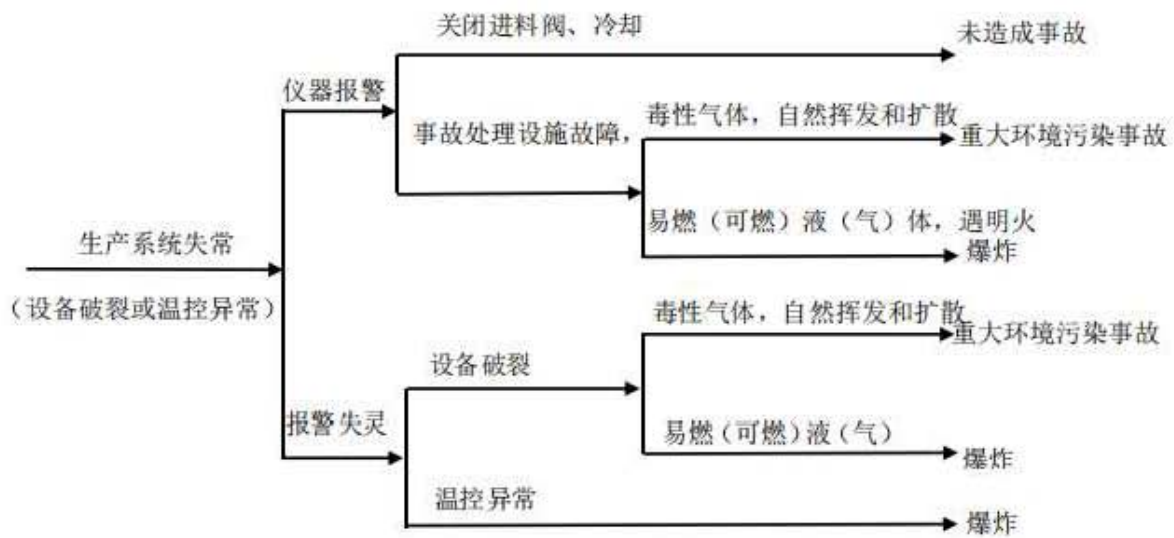 关闭进料阀、冷却
未造成事故
仪器报警
毒性气体，自然挥发和扩散
事故处理设施故障，
重大环境污染事故
易燃（可燃）液（气）体，遇明火
爆炸
生产系统失常
（设备破裂或温控异常）
毒性气体，自然挥发和扩散
重大环境污染事故
设备破裂
报警失灵
易燃（可燃）液（气）
爆炸
温控异常
爆炸